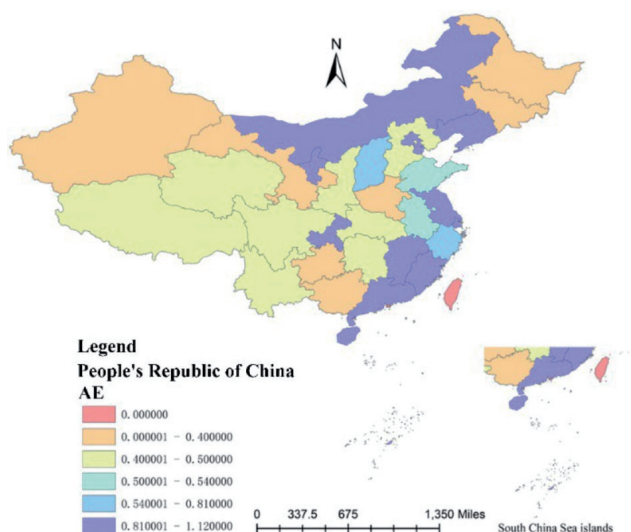 N
Legend
People's Republic of China
AE
0.000000
0.000001 - 0.400000
0.400001 - 0.500000
0.500001 - 0.540000
0.540001 - 0.810000
0.810001 - 1.120000
0 337.5 675 1,350 Miles
South China Sea islands